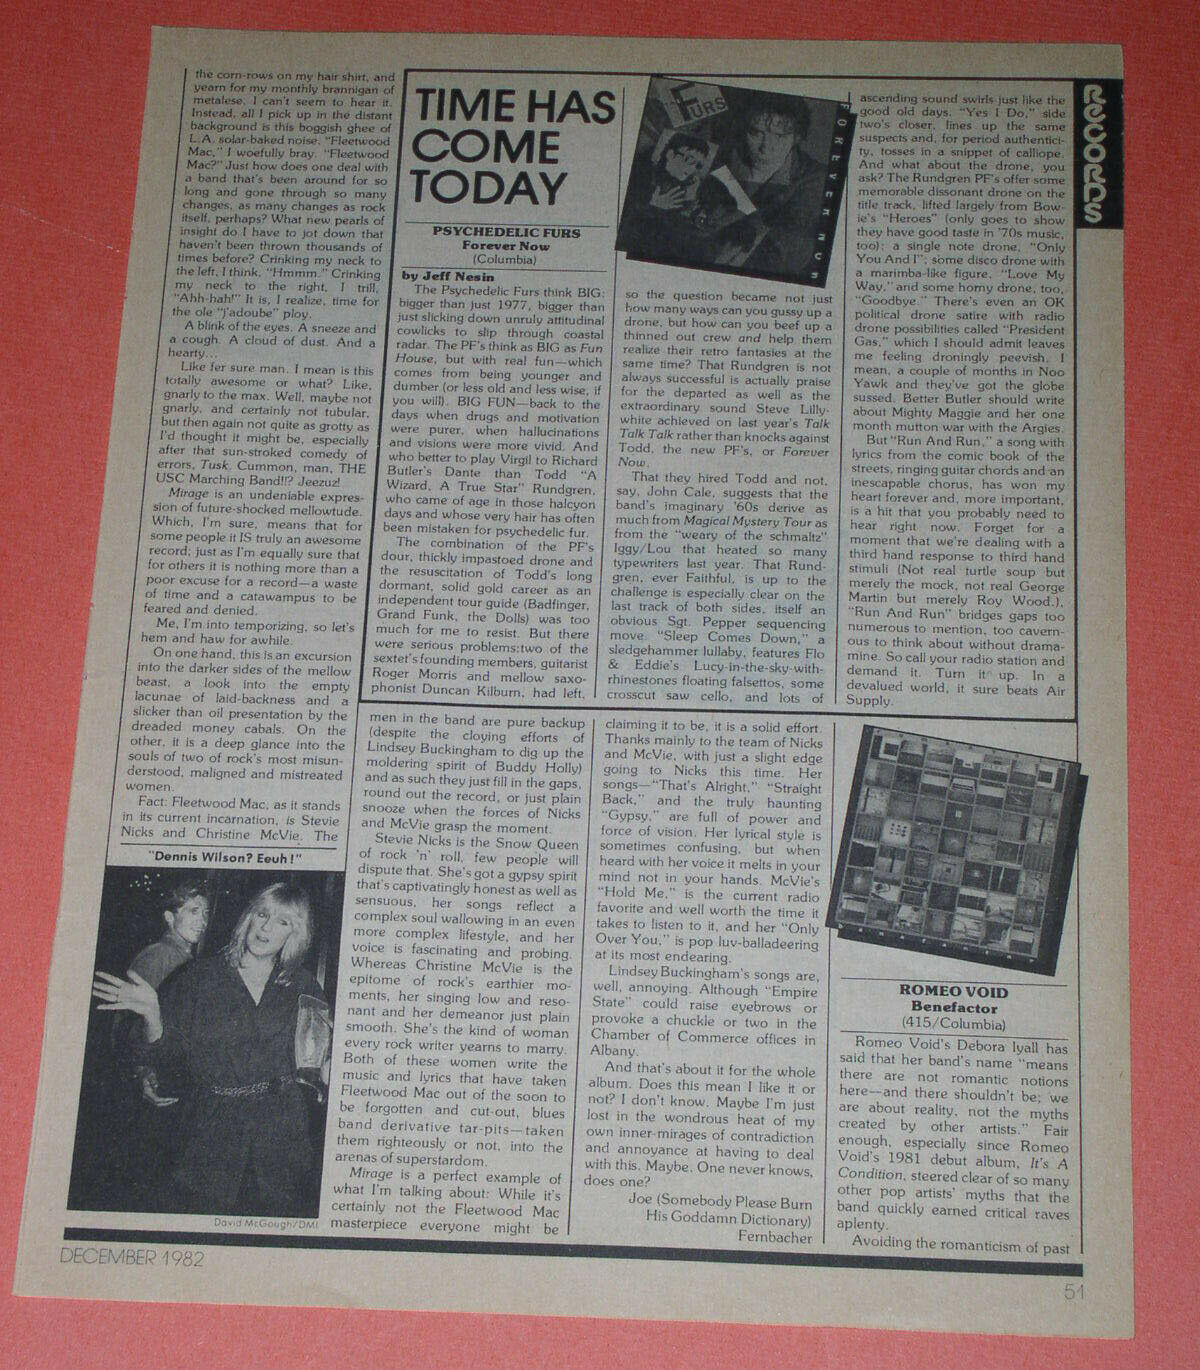 the corn-rows on my hair shirt, and
yearn for my monthly brannigan of
metalese. I can't seem to hear it.
Instead, all I pick up in the distant
background is this boggish ghee of
L.A. solar-baked noise. "Fleetwood
Mac," I woefully bray. "Fleetwood
Mac?" Just how does one deal with
a band that's been around for so
long and gone through so many
changes, as many changes as rock
itself, perhaps? What new pearls of
insight do I have to jot down that
haven't been thrown thousands of
times before? Crinking my neck to
the left, I think, "Hmmm." Crinking
my neck to the right, I trill,
"Ahh-hah!" It is, I realize, time for
the ole "j'adoube" ploy.
A blink of the eyes. A sneeze and
a cough. A cloud of dust. And a
hearty...
Like fer sure man. I mean is this
totally awesome or what? Like,
gnarly to the max. Well, maybe not
gnarly, and certainly not tubular,
but then again not quite as grotty as
I'd thought it might be, especially
after that sun-stroked comedy of
errors, Tusk. Cummon, man, THE
USC Marching Band!!? Jeezuz!
Mirage is an undeniable expres-
sion of future-shocked mellowtude.
Which, I'm sure, means that for
some people it IS truly an awesome
record; just as I'm equally sure that
for others it is nothing more than a
poor excuse for a record—a waste
of time and a catawampus to be
feared and denied.
Me, I'm into temporizing, so let's
hem and haw for awhile.
On one hand, this is an excursion
into the darker sides of the mellow
beast, a look into the empty
lacunae of laid-backness and a
slicker than oil presentation by the
dreaded money cabals. On the
other, it is a deep glance into the
souls of two of rock's most misun-
derstood, maligned and mistreated
women.
Fact: Fleetwood Mac, as it stands
in its current incarnation, is Stevie
Nicks and Christine McVie. The
"Dennis Wilson? Eeuh!"
David McGough/DMI
TIME HAS
COME
TODAY
PSYCHEDELIC FURS
Forever Now
(Columbia)
by Jeff Nesin
The Psychedelic Furs think BIG:
bigger than just 1977, bigger than
just slicking down unruly attitudinal
cowlicks to slip through coastal
radar. The PF's think as BIG as Fun
House, but with real fun—which
comes from being younger and
dumber (or less old and less wise, if
you will). BIG FUN—back to the
days when drugs and motivation
were purer, when hallucinations
and visions were more vivid. And
who better to play Virgil to Richard
Butler's Dante than Todd "A
Wizard, A True Star" Rundgren,
who came of age in those halcyon
days and whose very hair has often
been mistaken for psychedelic fur.
The combination of the PF's
dour, thickly impastoed drone and
the resuscitation of Todd's long
dormant, solid gold career as an
independent tour guide (Badfinger,
Grand Funk, the Dolls) was too
much for me to resist. But there
were serious problems:two of the
sextet's founding members, guitarist
Roger Morris and mellow saxo-
phonist Duncan Kilburn, had left,
FURS
FOREVER NOW
so the question became not just
how many ways can you gussy up a
drone, but how can you beef up a
thinned out crew and help them
realize their retro fantasies at the
same time? That Rundgren is not
always successful is actually praise
for the departed as well as the
extraordinary sound Steve Lilly-
white achieved on last year's Talk
Talk Talk rather than knocks against
Todd, the new PF's, or Forever
Now.
That they hired Todd and not,
say, John Cale, suggests that the
band's imaginary '60s derive as
much from Magical Mystery Tour as
from the "weary of the schmaltz"
Iggy/Lou that heated so many
typewriters last year. That Rund-
gren, ever Faithful, is up to the
challenge is especially clear on the
last track of both sides, itself an
obvious Sgt. Pepper sequencing
move. "Sleep Comes Down," a
sledgehammer lullaby, features Flo
& Eddie's Lucy-in-the-sky-with-
rhinestones floating falsettos, some
crosscut saw cello, and lots of
ascending sound swirls just like the
good old days. "Yes I Do," side
two's closer, lines up the same
suspects and, for period authentici-
ty, tosses in a snippet of calliope.
And what about the drone, you
ask? The Rundgren PF's offer some
memorable dissonant drone on the
title track, lifted largely from Bow-
ie's "Heroes" (only goes to show
they have good taste in '70s music,
too); a single note drone, "Only
You And I"; some disco drone with
a marimba-like figure, "Love My
Way," and some horny drone, too,
"Goodbye." There's even an OK
political drone satire with radio
drone possibilities called "President
Gas," which I should admit leaves
me feeling droningly peevish. I
mean, a couple of months in Noo
Yawk and they've got the globe
sussed. Better Butler should write
about Mighty Maggie and her one
month mutton war with the Argies.
But "Run And Run," a song with
lyrics from the comic book of the
streets, ringing guitar chords and an
inescapable chorus, has won my
heart forever and, more important,
is a hit that you probably need to
hear right now. Forget for a
moment that we're dealing with a
third hand response to third hand
stimuli (Not real turtle soup but
merely the mock, not real George
Martin but merely Roy Wood.),
"Run And Run" bridges gaps too
numerous to mention, too cavern-
ous to think about without drama-
mine. So call your radio station and
demand it. Turn it up. In a
devalued world, it sure beats Air
Supply.
RECORDS
men in the band are pure backup
(despite the cloying efforts of
Lindsey Buckingham to dig up the
moldering spirit of Buddy Holly)
and as such they just fill in the gaps,
round out the record, or just plain
snooze when the forces of Nicks
and McVie grasp the moment.
Stevie Nicks is the Snow Queen
of rock 'n' roll, few people will
dispute that. She's got a gypsy spirit
that's captivatingly honest as well as
sensuous, her songs reflect a
complex soul wallowing in an even
more complex lifestyle, and her
voice is fascinating and probing.
Whereas Christine McVie is the
epitome of rock's earthier mo-
ments, her singing low and reso-
nant and her demeanor just plain
smooth. She's the kind of woman
every rock writer yearns to marry.
Both of these women write the
music and lyrics that have taken
Fleetwood Mac out of the soon to
be forgotten and cut-out, blues
band derivative tar-pits—taken
them righteously or not, into the
arenas of superstardom.
Mirage is a perfect example of
what I'm talking about: While it's
certainly not the Fleetwood Mac
masterpiece everyone might be
claiming it to be, it is a solid effort.
Thanks mainly to the team of Nicks
and McVie, with just a slight edge
going to Nicks this time. Her
songs—"That's Alright," "Straight
Back," and the truly haunting
"Gypsy," are full of power and
force of vision. Her lyrical style is
sometimes confusing, but when
heard with her voice it melts in your
mind not in your hands. McVie's
"Hold Me," is the current radio
favorite and well worth the time it
takes to listen to it, and her "Only
Over You," is pop luv-balladeering
at its most endearing.
Lindsey Buckingham's songs are,
well, annoying. Although "Empire
State" could raise eyebrows or
provoke a chuckle or two in the
Chamber of Commerce offices in
Albany.
And that's about it for the whole
album. Does this mean I like it or
not? I don't know. Maybe I'm just
lost in the wondrous heat of my
own inner-mirages of contradiction
and annoyance at having to deal
with this. Maybe. One never knows,
does one?
Joe (Somebody Please Burn
His Goddamn Dictionary)
Fernbacher
BENEFACTOR
ROMEO VOID
Benefactor
(415/Columbia)
Romeo Void's Debora Iyall has
said that her band's name "means
there are not romantic notions
here—and there shouldn't be; we
are about reality, not the myths
created by other artists." Fair
enough, especially since Romeo
Void's 1981 debut album, It's A
Condition, steered clear of so many
other pop artists' myths that the
band quickly earned critical raves
aplenty.
Avoiding the romanticism of past
DECEMBER 1982
51